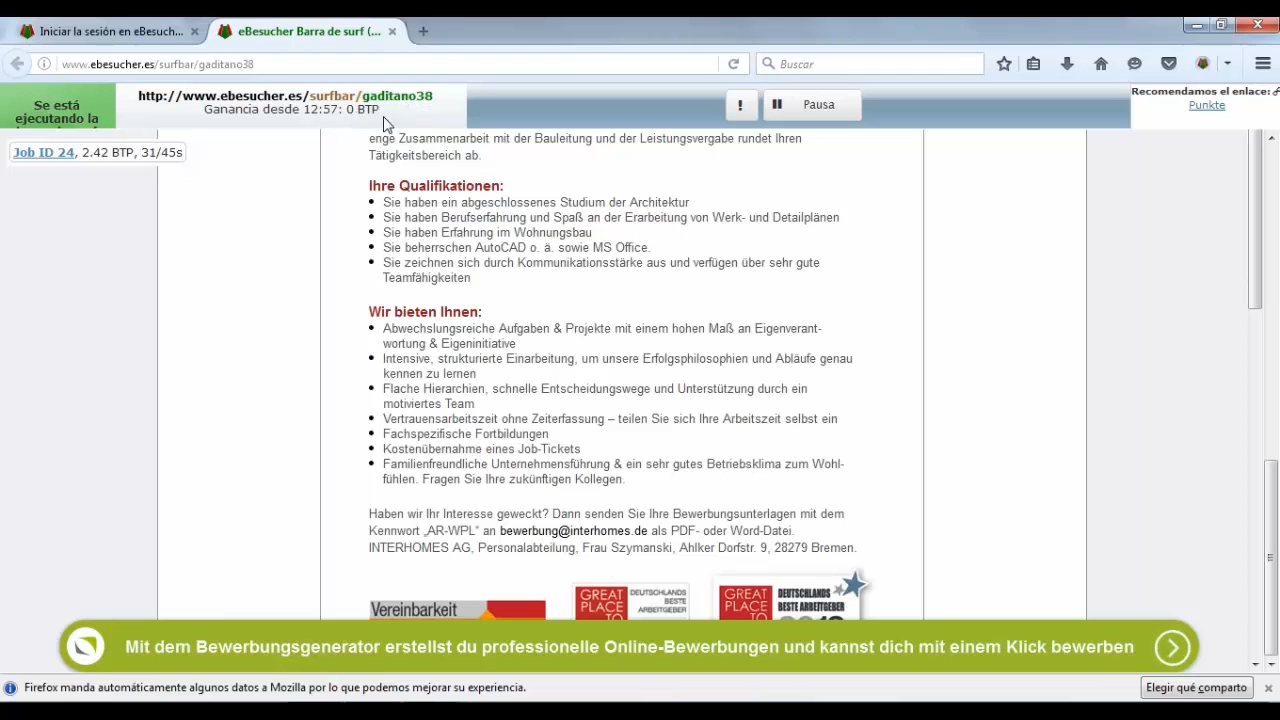 Iniciar la sesión en eBesuch...
eBesucher Barra de surf (...
www.ebesucher.es/surfbar/gaditano38
Buscar
Se está
ejecutando la
http://www.ebesucher.es/surfbar/gaditano38
Ganancia desde 12:57: 0 BTP
!
Pausa
Recomendamos el enlace:
Punkte
Job ID 24, 2.42 BTP, 31/45s
enge Zusammenarbeit mit der Bauleitung und der Leistungsvergabe rundet Ihren
Tätigkeitsbereich ab.
Ihre Qualifikationen:
Sie haben ein abgeschlossenes Studium der Architektur
Sie haben Berufserfahrung und Spaß an der Erarbeitung von Werk- und Detailplänen
Sie haben Erfahrung im Wohnungsbau
Sie beherrschen AutoCAD o. ä. sowie MS Office.
Sie zeichnen sich durch Kommunikationsstärke aus und verfügen über sehr gute
Teamfähigkeiten
Wir bieten Ihnen:
Abwechslungsreiche Aufgaben & Projekte mit einem hohen Maß an Eigenverant-
wortung & Eigeninitiative
Intensive, strukturierte Einarbeitung, um unsere Erfolgsphilosophien und Abläufe genau
kennen zu lernen
Flache Hierarchien, schnelle Entscheidungswege und Unterstützung durch ein
motiviertes Team
Vertrauensarbeitszeit ohne Zeiterfassung – teilen Sie sich Ihre Arbeitszeit selbst ein
Fachspezifische Fortbildungen
Kostenübernahme eines Job-Tickets
Familienfreundliche Unternehmensführung & ein sehr gutes Betriebsklima zum Wohl-
fühlen. Fragen Sie Ihre zukünftigen Kollegen.
Haben wir Ihr Interesse geweckt? Dann senden Sie Ihre Bewerbungsunterlagen mit dem
Kennwort „AR-WPL“ an bewerbung@interhomes.de als PDF- oder Word-Datei.
INTERHOMES AG, Personalabteilung, Frau Szymanski, Ahlker Dorfstr. 9, 28279 Bremen.
Vereinbarkeit
GREAT
PLACE
TO
DEUTSCHLANDS
BESTE
ARBEITGEBER
GREAT
PLACE
TO
DEUTSCHLANDS
BESTE ARBEITGEBER
Mit dem Bewerbungsgenerator erstellst du professionelle Online-Bewerbungen und kannst dich mit einem Klick bewerben
Firefox manda automáticamente algunos datos a Mozilla por lo que podemos mejorar su experiencia.
Elegir qué comparto